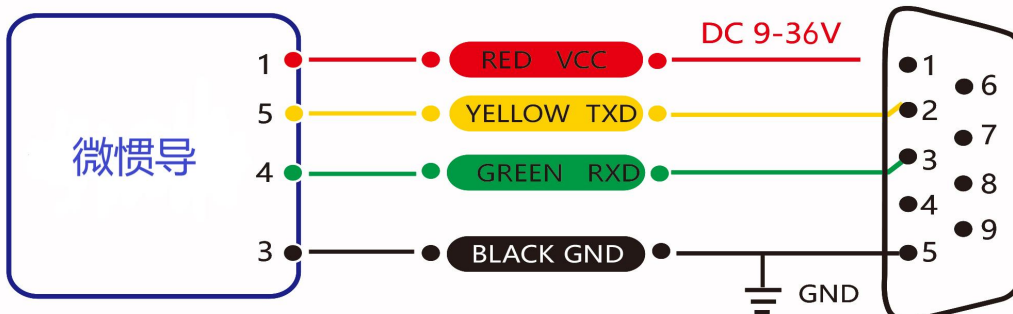 DC 9-36V
1 RED VCC 1
6
5 YELLOW TXD 2
7
微惯导
4 GREEN RXD 3
8
4
9
3 BLACK GND 5
GND